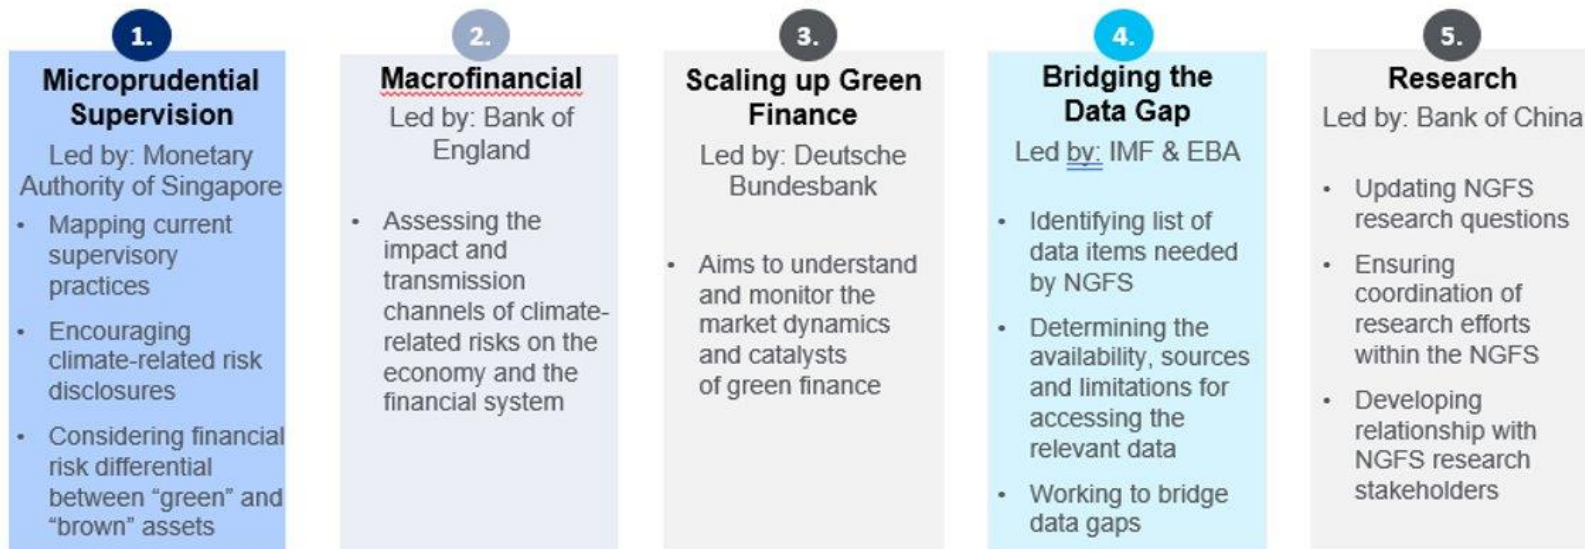 1.
Microprudential
Supervision
Led by: Monetary
Authority of Singapore
• Mapping current
supervisory
practices
• Encouraging
climate-related risk
disclosures
• Considering financial
risk differential
between “green” and
“brown” assets
2.
Macrofinancial
Led by: Bank of
England
• Assessing the
impact and
transmission
channels of climate-
related risks on the
economy and the
financial system
3.
Scaling up Green
Finance
Led by: Deutsche
Bundesbank
• Aims to understand
and monitor the
market dynamics
and catalysts
of green finance
4.
Bridging the
Data Gap
Led by: IMF & EBA
• Identifying list of
data items needed
by NGFS
• Determining the
availability, sources
and limitations for
accessing the
relevant data
• Working to bridge
data gaps
5.
Research
Led by: Bank of China
• Updating NGFS
research questions
• Ensuring
coordination of
research efforts
within the NGFS
• Developing
relationship with
NGFS research
stakeholders